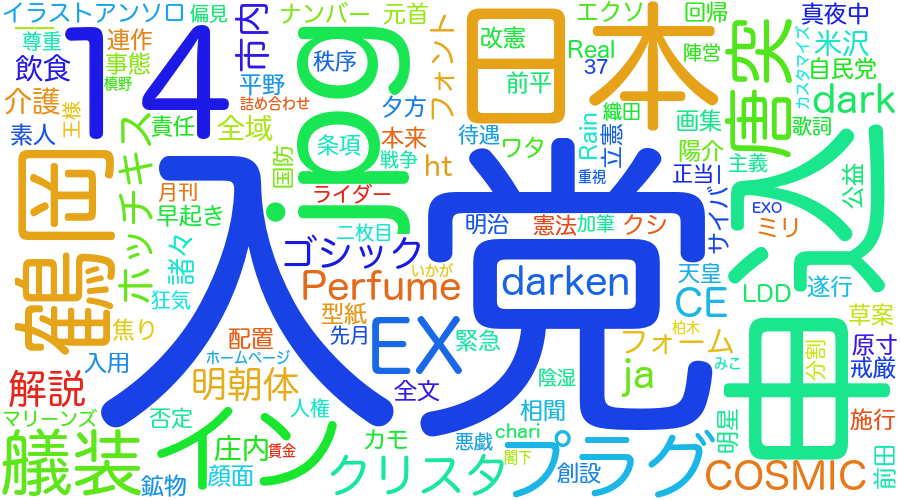 イラストアンソロ
偏見
14
市内
ナンバー
元首
エクソ
回帰
真夜中
尊重
連作
事態
槙野
飲食
平野
秩序
jpg
フォント
日本
改憲
Real
陣営
37
唐突
カスタマイズ
米沢
自民党
dark
介護
王様
詰め合わせ
夕方
前平
織田
画集
歌詞
素人
ホッチキス
責任
全域
条項
本来
待遇
ワタ
Rain
立憲
陽介
主義
鶴岡
国防
戦争
ht
重視
正当
辻
公益
入党
月刊
早起き
ライダー
明治
憲法
加筆
クシ
サイバ
EXO
ミリ
諸々
ゴシック
二枚目
狂気
Perfume
いかが
darken
天皇
CE
LDD
遂行
焦り
型紙
先月
EX
緊急
フォーム
柏木
草案
配置
入用
ホームページ
原寸
戒厳
解説
明朝体
全文
陰湿
ja
みこ
分割
申
マリーンズ
否定
イン
人権
相聞
明星
施行
艤装
庄内
賃金
カモ
chari
悪戯
プラグ
鉱物
顔面
クリスタ
閣下
創設
COSMIC
前田